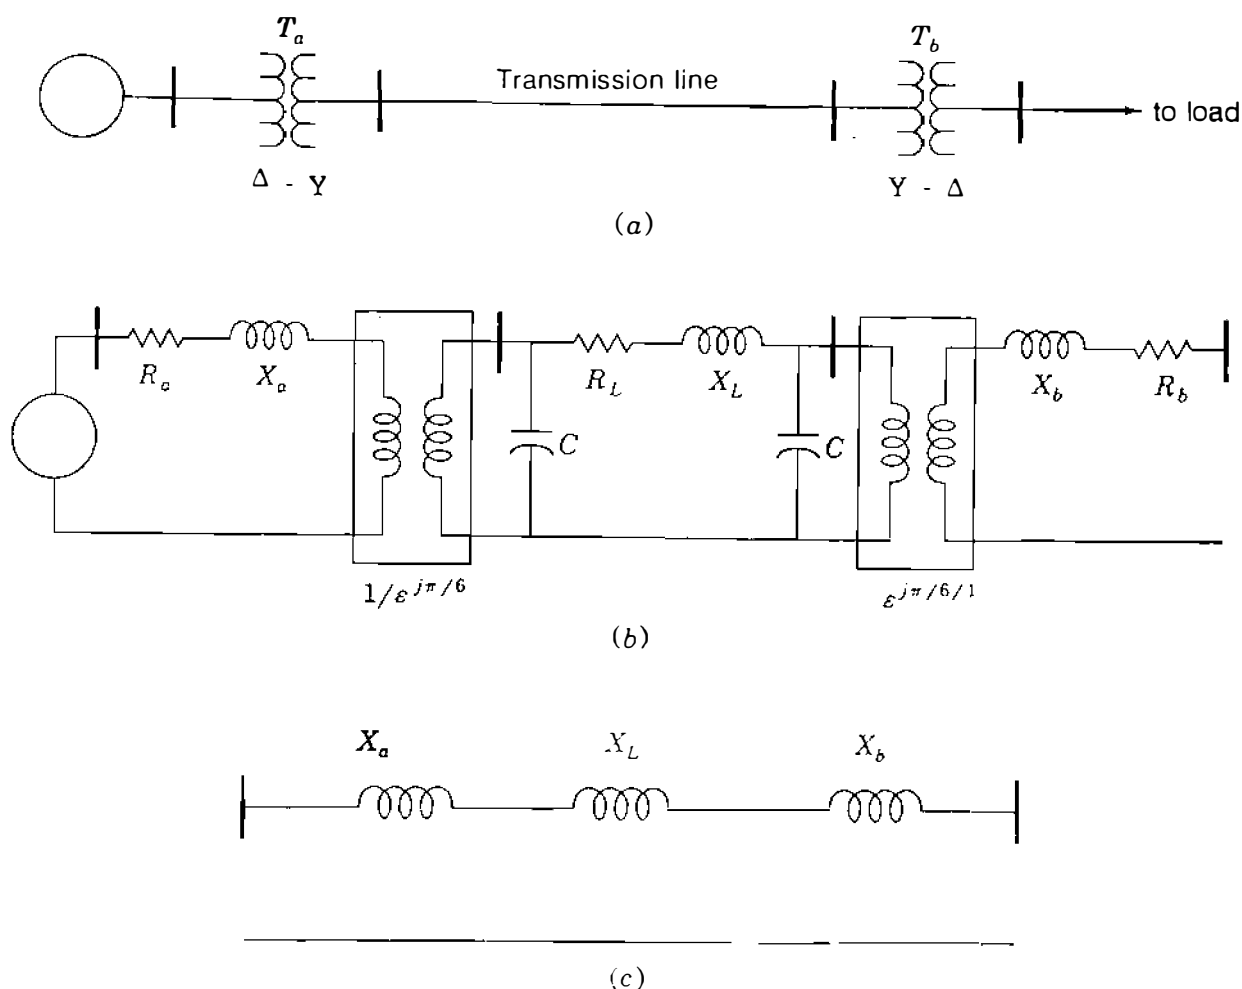 T_a
T_b
Transmission line
to load
Δ - Y
Y - Δ
(a)
R_a
X_a
C
R_L
X_L
C
X_b
R_b
1/ε^{jπ/6}
ε^{jπ/6/1}
(b)
X_a
X_L
X_b
(c)